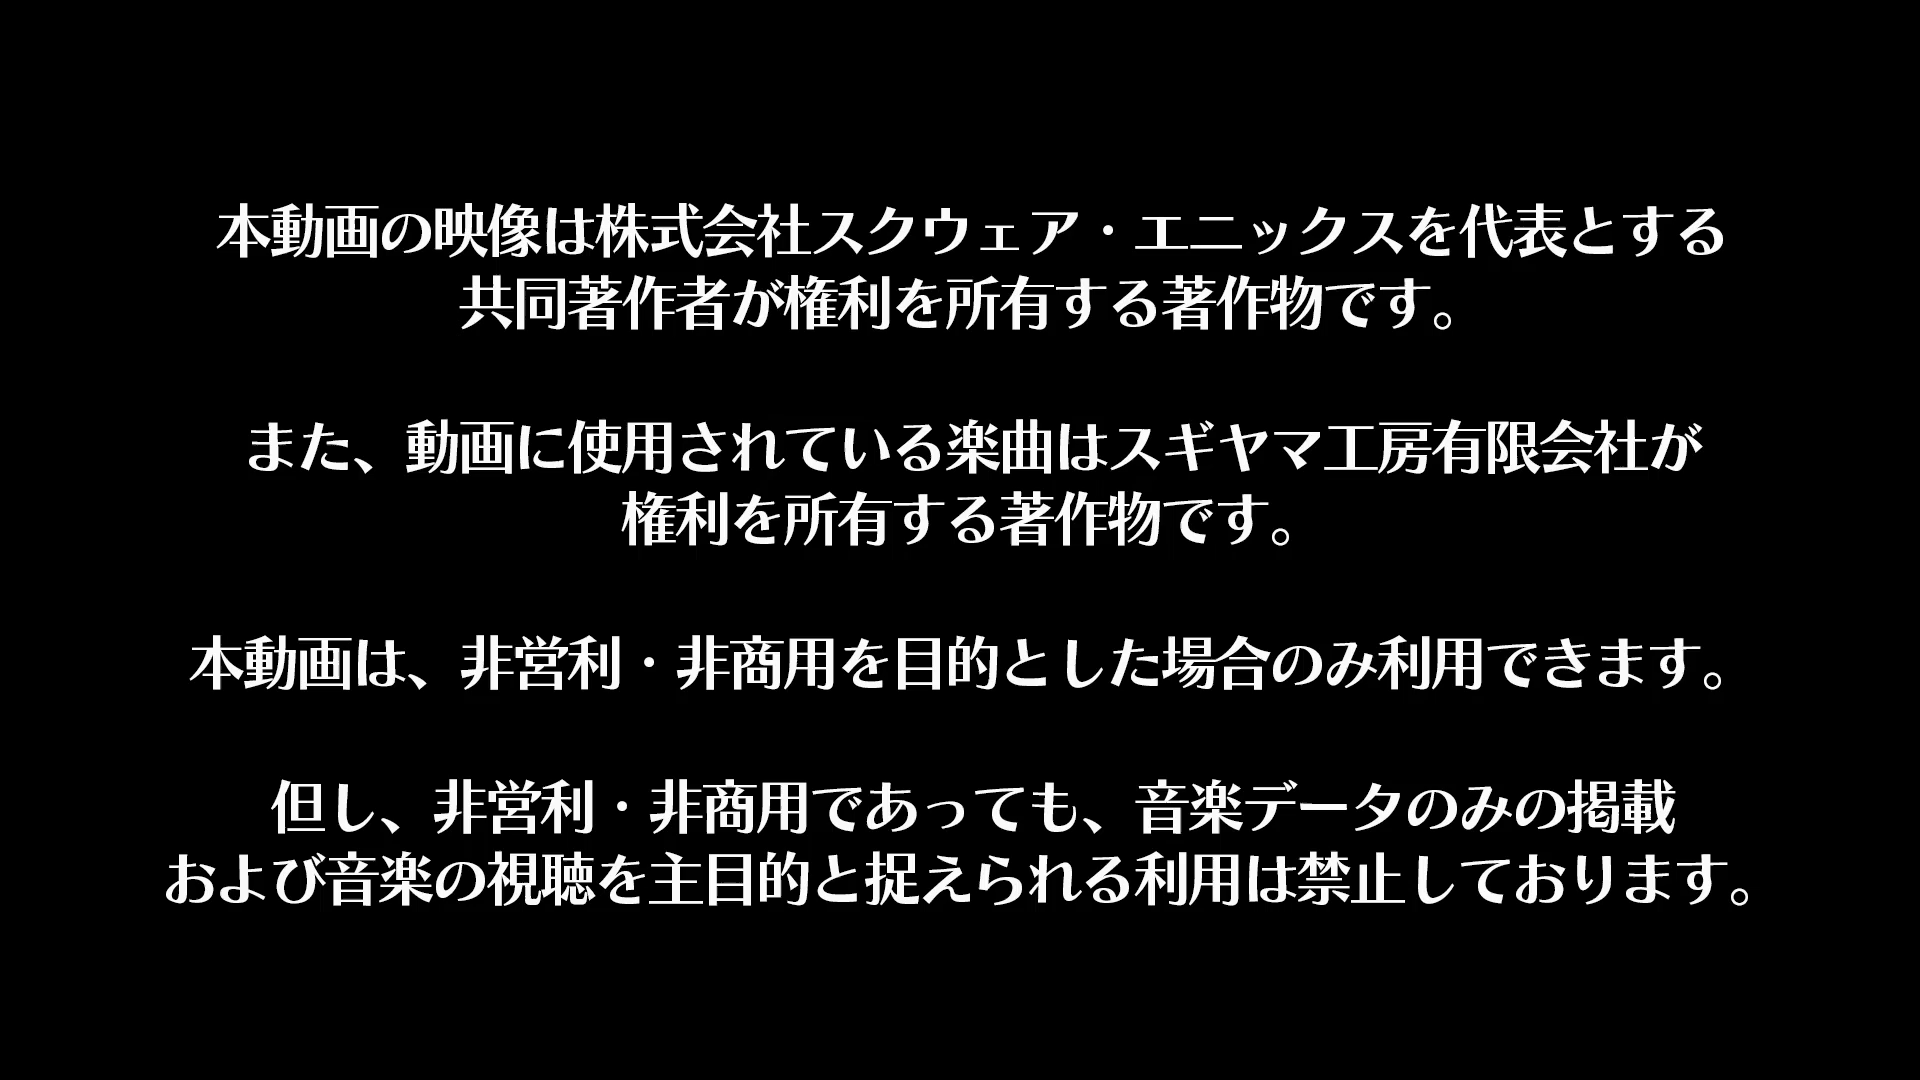 本動画の映像は株式会社スクウェア・エニックスを代表とする
共同著作者が権利を所有する著作物です。
また、動画に使用されている楽曲はスギヤマ工房有限会社が
権利を所有する著作物です。
本動画は、非営利・非商用を目的とした場合のみ利用できます。
但し、非営利・非商用であっても、音楽データのみの掲載
および音楽の視聴を主目的と捉えられる利用は禁止しております。